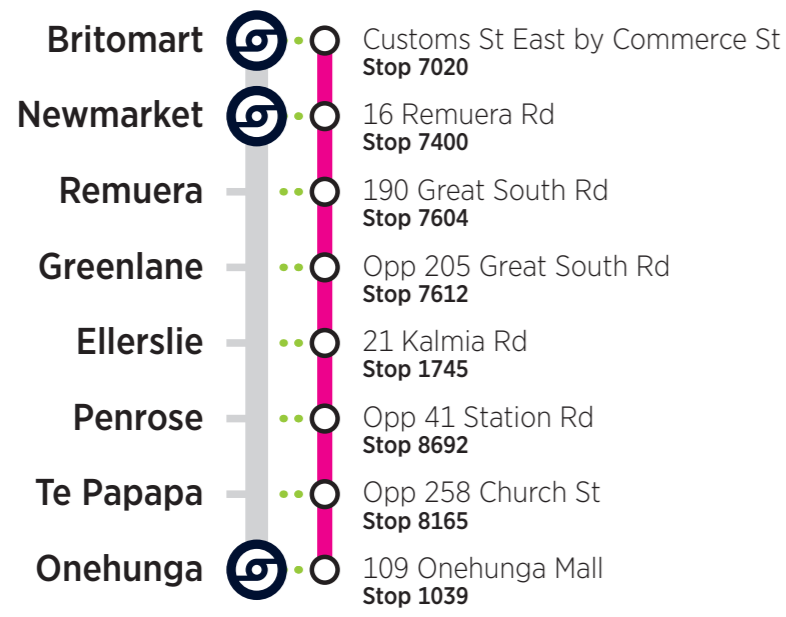 Britomart
Customs St East by Commerce St
Stop 7020
Newmarket
16 Remuera Rd
Stop 7400
Remuera
190 Great South Rd
Stop 7604
Greenlane
Opp 205 Great South Rd
Stop 7612
Ellerslie
21 Kalmia Rd
Stop 1745
Penrose
Opp 41 Station Rd
Stop 8692
Te Papapa
Opp 258 Church St
Stop 8165
Onehunga
109 Onehunga Mall
Stop 1039